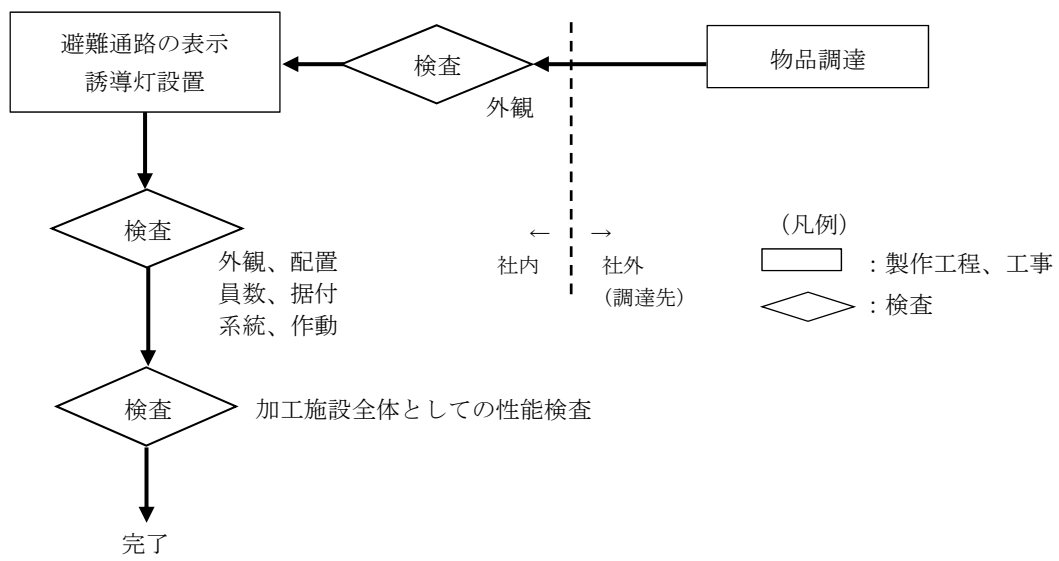 避難通路の表示
誘導灯設置
検査
外観
物品調達
検査
外観、配置
員数、据付
系統、作動
← →
社内 社外
(調達先)
(凡例)
：製作工程、工事
：検査
検査
加工施設全体としての性能検査
完了